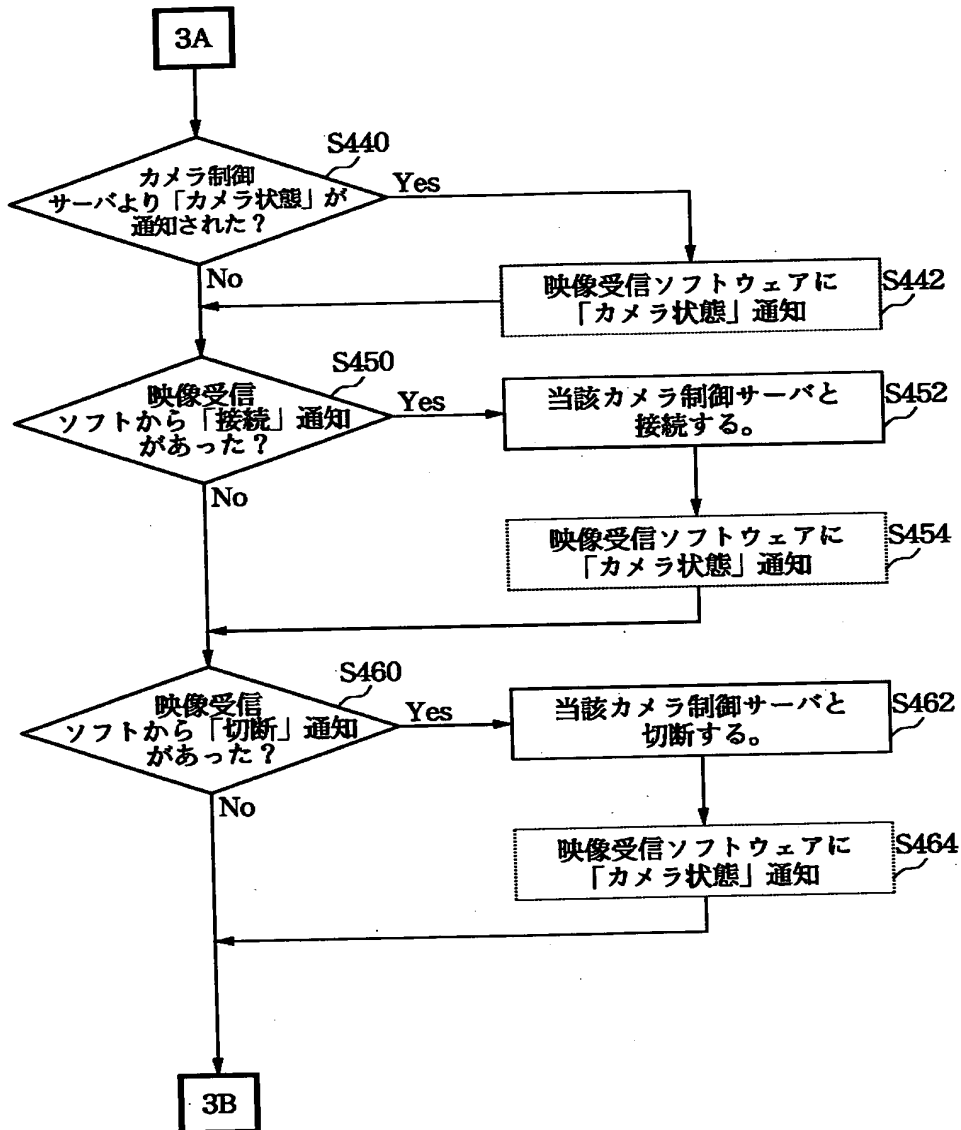 3A
S440
カメラ制御
サーバより「カメラ状態」が
通知された？
Yes
No
映像受信ソフトウェアに
「カメラ状態」通知
S442
S450
映像受信
ソフトから「接続」通知
があった？
Yes
No
当該カメラ制御サーバと
接続する。
S452
映像受信ソフトウェアに
「カメラ状態」通知
S454
S460
映像受信
ソフトから「切断」通知
があった？
Yes
No
当該カメラ制御サーバと
切断する。
S462
映像受信ソフトウェアに
「カメラ状態」通知
S464
3B